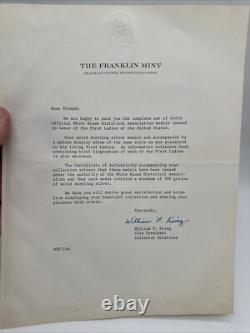 THE FRANKLIN MINT
FRANKLIN CENTER, PENNSYLVANIA 19063
Dear Friend:
We are happy to send you the complete set of forty
official White House Historical Association medals issued
in honor of the First Ladies of the United States.
Your solid sterling silver medals are accompanied by
a deluxe display album of the same style as was presented
to the living First Ladies. An informative reference book
containing brief biographies of each of the First Ladies
is also enclosed.
The Certificate of Authenticity accompanying your
collection attests that these medals have been issued
under the authority of the White House Historical Association
and that each medal contains a minimum of 500 grains
of solid sterling silver.
We know you will derive great satisfaction and pride
from displaying your beautiful collection and sharing your
pleasure with others.
Sincerely,
William F. Krieg
William F. Krieg
Vice President
Collector Relations